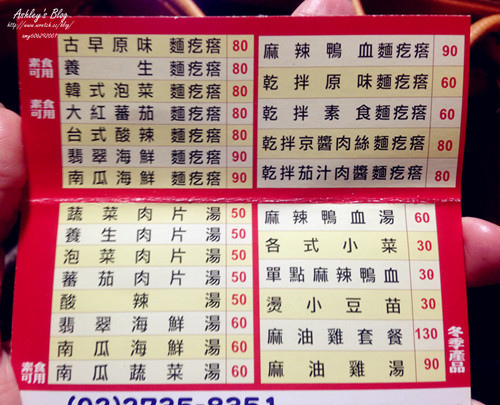 Ashley's Blog
http://www.wretch.cc/blog/
amy506292009
素食可用
古早原味 麵疙瘩 80
養生 麵疙瘩 80
韓式泡菜 麵疙瘩 80
素食可用
大紅蕃茄 麵疙瘩 80
台式酸辣 麵疙瘩 80
翡翠海鮮 麵疙瘩 90
南瓜海鮮 麵疙瘩 90
麻辣鴨血麵疙瘩 90
乾拌原味麵疙瘩 60
乾拌素食麵疙瘩 60
乾拌京醬肉絲麵疙瘩 80
乾拌茄汁肉醬麵疙瘩 80
蔬菜肉片湯 50
養生肉片湯 50
泡菜肉片湯 50
蕃茄肉片湯 50
酸辣湯 50
翡翠海鮮湯 60
南瓜海鮮湯 60
素食可用
南瓜蔬菜湯 60
麻辣鴨血湯 60
各式小菜 30
單點麻辣鴨血 30
燙小豆苗 30
麻油雞套餐 130
麻油雞湯 90
冬季產品
(02)2735-8351